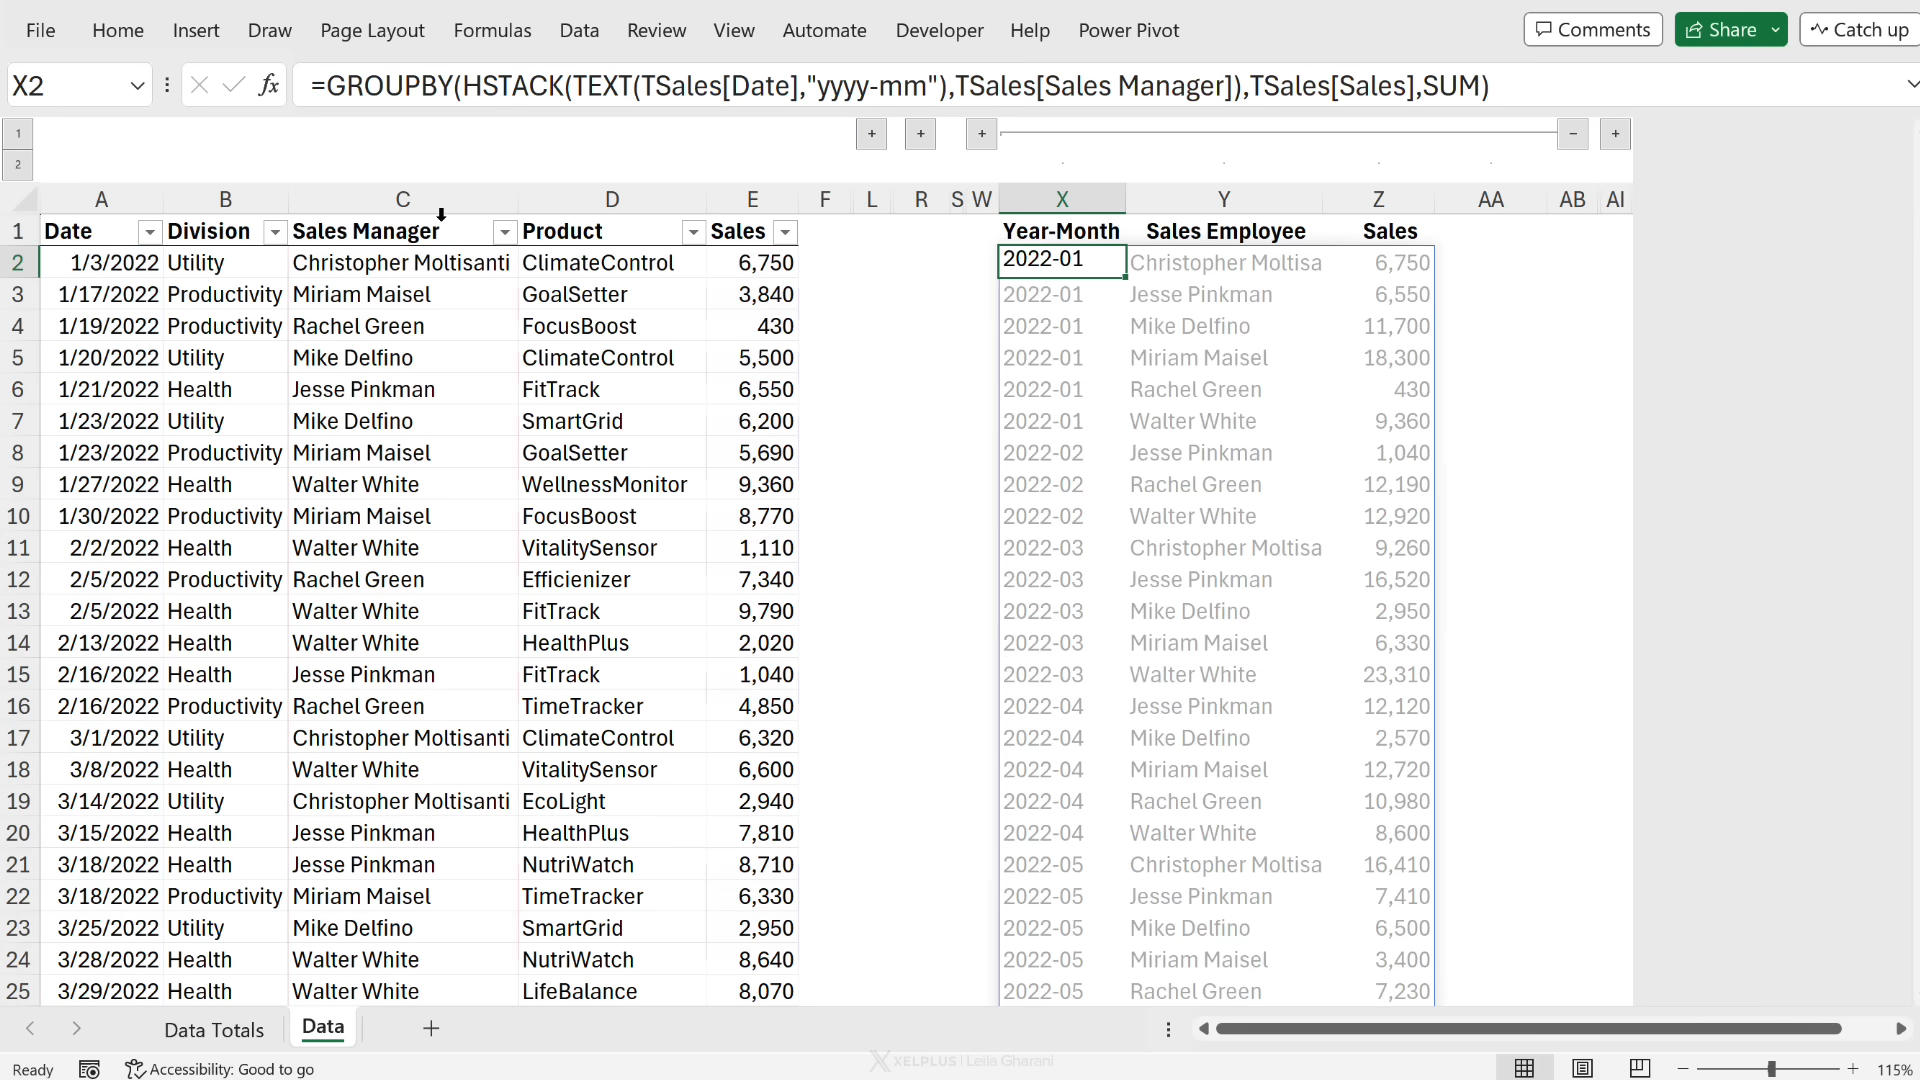 File Home Insert Draw Page Layout Formulas Data Review View Automate Developer Help Power Pivot Comments Share Catch up
X2 fx =GROUPBY(HSTACK(TEXT(TSales[Date],"yyyy-mm"),TSales[Sales Manager]),TSales[Sales],SUM)
1
2
A B C D E F L R S W X Y Z AA AB AI
1 Date Division Sales Manager Product Sales Year-Month Sales Employee Sales
2 1/3/2022 Utility Christopher Moltisanti ClimateControl 6,750 2022-01 Christopher Moltisa 6,750
3 1/17/2022 Productivity Miriam Maisel GoalSetter 3,840 2022-01 Jesse Pinkman 6,550
4 1/19/2022 Productivity Rachel Green FocusBoost 430 2022-01 Mike Delfino 11,700
5 1/20/2022 Utility Mike Delfino ClimateControl 5,500 2022-01 Miriam Maisel 18,300
6 1/21/2022 Health Jesse Pinkman FitTrack 6,550 2022-01 Rachel Green 430
7 1/23/2022 Utility Mike Delfino SmartGrid 6,200 2022-01 Walter White 9,360
8 1/23/2022 Productivity Miriam Maisel GoalSetter 5,690 2022-02 Jesse Pinkman 1,040
9 1/27/2022 Health Walter White WellnessMonitor 9,360 2022-02 Rachel Green 12,190
10 1/30/2022 Productivity Miriam Maisel FocusBoost 8,770 2022-02 Walter White 12,920
11 2/2/2022 Health Walter White VitalitySensor 1,110 2022-03 Christopher Moltisa 9,260
12 2/5/2022 Productivity Rachel Green Efficienizer 7,340 2022-03 Jesse Pinkman 16,520
13 2/5/2022 Health Walter White FitTrack 9,790 2022-03 Mike Delfino 2,950
14 2/13/2022 Health Walter White HealthPlus 2,020 2022-03 Miriam Maisel 6,330
15 2/16/2022 Health Jesse Pinkman FitTrack 1,040 2022-03 Walter White 23,310
16 2/16/2022 Productivity Rachel Green TimeTracker 4,850 2022-04 Jesse Pinkman 12,120
17 3/1/2022 Utility Christopher Moltisanti ClimateControl 6,320 2022-04 Mike Delfino 2,570
18 3/8/2022 Health Walter White VitalitySensor 6,600 2022-04 Miriam Maisel 12,720
19 3/14/2022 Utility Christopher Moltisanti EcoLight 2,940 2022-04 Rachel Green 10,980
20 3/15/2022 Health Jesse Pinkman HealthPlus 7,810 2022-04 Walter White 8,600
21 3/18/2022 Health Jesse Pinkman NutriWatch 8,710 2022-05 Christopher Moltisa 16,410
22 3/18/2022 Productivity Miriam Maisel TimeTracker 6,330 2022-05 Jesse Pinkman 7,410
23 3/25/2022 Utility Mike Delfino SmartGrid 2,950 2022-05 Mike Delfino 6,500
24 3/28/2022 Health Walter White NutriWatch 8,640 2022-05 Miriam Maisel 3,400
25 3/29/2022 Health Walter White LifeBalance 8,070 2022-05 Rachel Green 7,230
Data Totals Data
Ready Accessibility: Good to go XELPLUS | Leila Gharani 115%